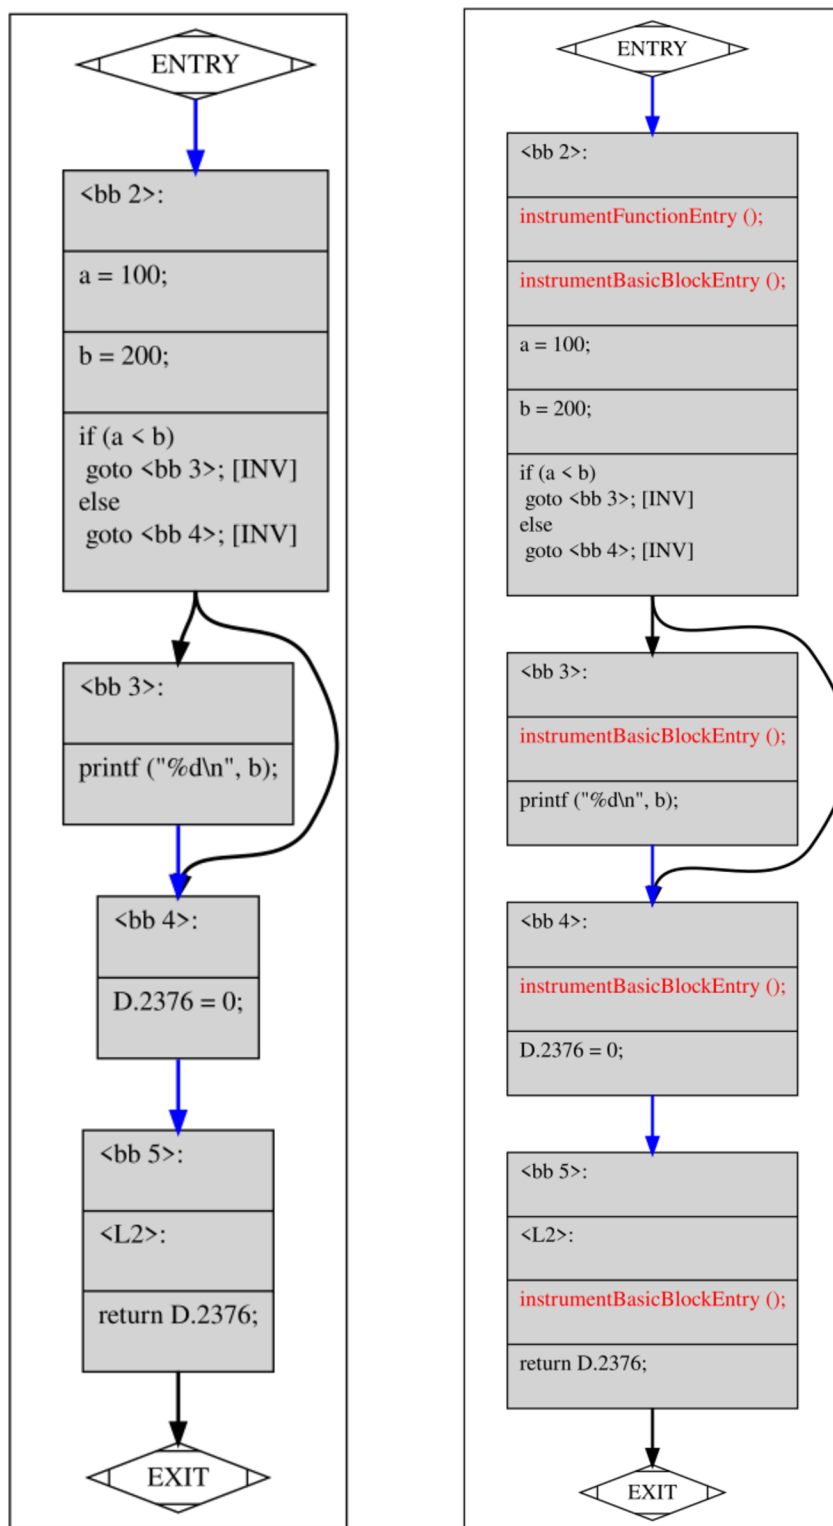 ENTRY
<bb 2>:
a = 100;
b = 200;
if (a < b)
goto <bb 3>; [INV]
else
goto <bb 4>; [INV]
<bb 3>:
printf ("%d\n", b);
<bb 4>:
D.2376 = 0;
<bb 5>:
<L2>:
return D.2376;
EXIT
ENTRY
<bb 2>:
instrumentFunctionEntry ();
instrumentBasicBlockEntry ();
a = 100;
b = 200;
if (a < b)
goto <bb 3>; [INV]
else
goto <bb 4>; [INV]
<bb 3>:
instrumentBasicBlockEntry ();
printf ("%d\n", b);
<bb 4>:
instrumentBasicBlockEntry ();
D.2376 = 0;
<bb 5>:
<L2>:
instrumentBasicBlockEntry ();
return D.2376;
EXIT